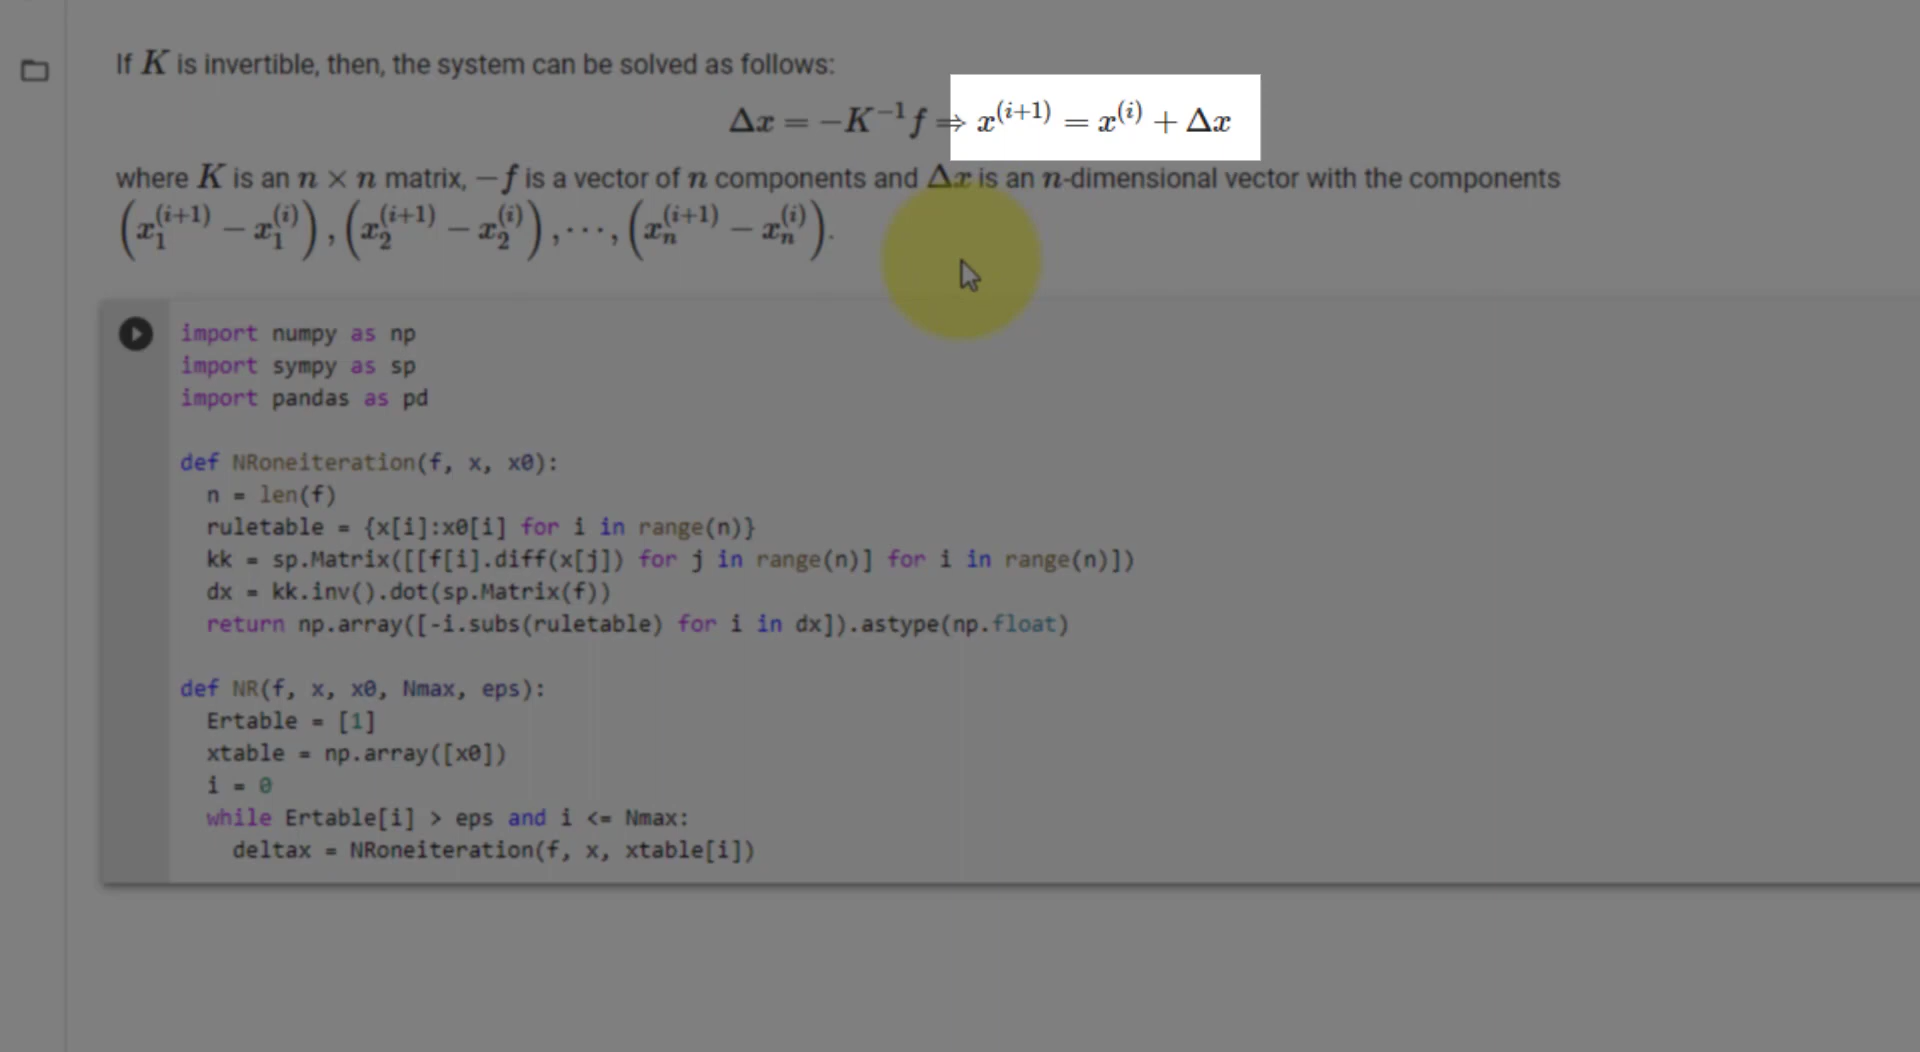 If K is invertible, then, the system can be solved as follows:
Δx = −K⁻¹f ⇒ x⁽ⁱ⁺¹⁾ = x⁽ⁱ⁾ + Δx
where K is an n × n matrix, −f is a vector of n components and Δx is an n-dimensional vector with the components
(x₁⁽ⁱ⁺¹⁾ − x₁⁽ⁱ⁾), (x₂⁽ⁱ⁺¹⁾ − x₂⁽ⁱ⁾), ⋯, (xₙ⁽ⁱ⁺¹⁾ − xₙ⁽ⁱ⁾).
import numpy as np
import sympy as sp
import pandas as pd
def NRoneiteration(f, x, x0):
  n = len(f)
  ruletable = {x[i]:x0[i] for i in range(n)}
  kk = sp.Matrix([[f[i].diff(x[j]) for j in range(n)] for i in range(n)])
  dx = kk.inv().dot(sp.Matrix(f))
  return np.array([-i.subs(ruletable) for i in dx]).astype(np.float)
def NR(f, x, x0, Nmax, eps):
  Ertable = [1]
  xtable = np.array([x0])
  i = 0
  while Ertable[i] > eps and i <= Nmax:
    deltax = NRoneiteration(f, x, xtable[i])